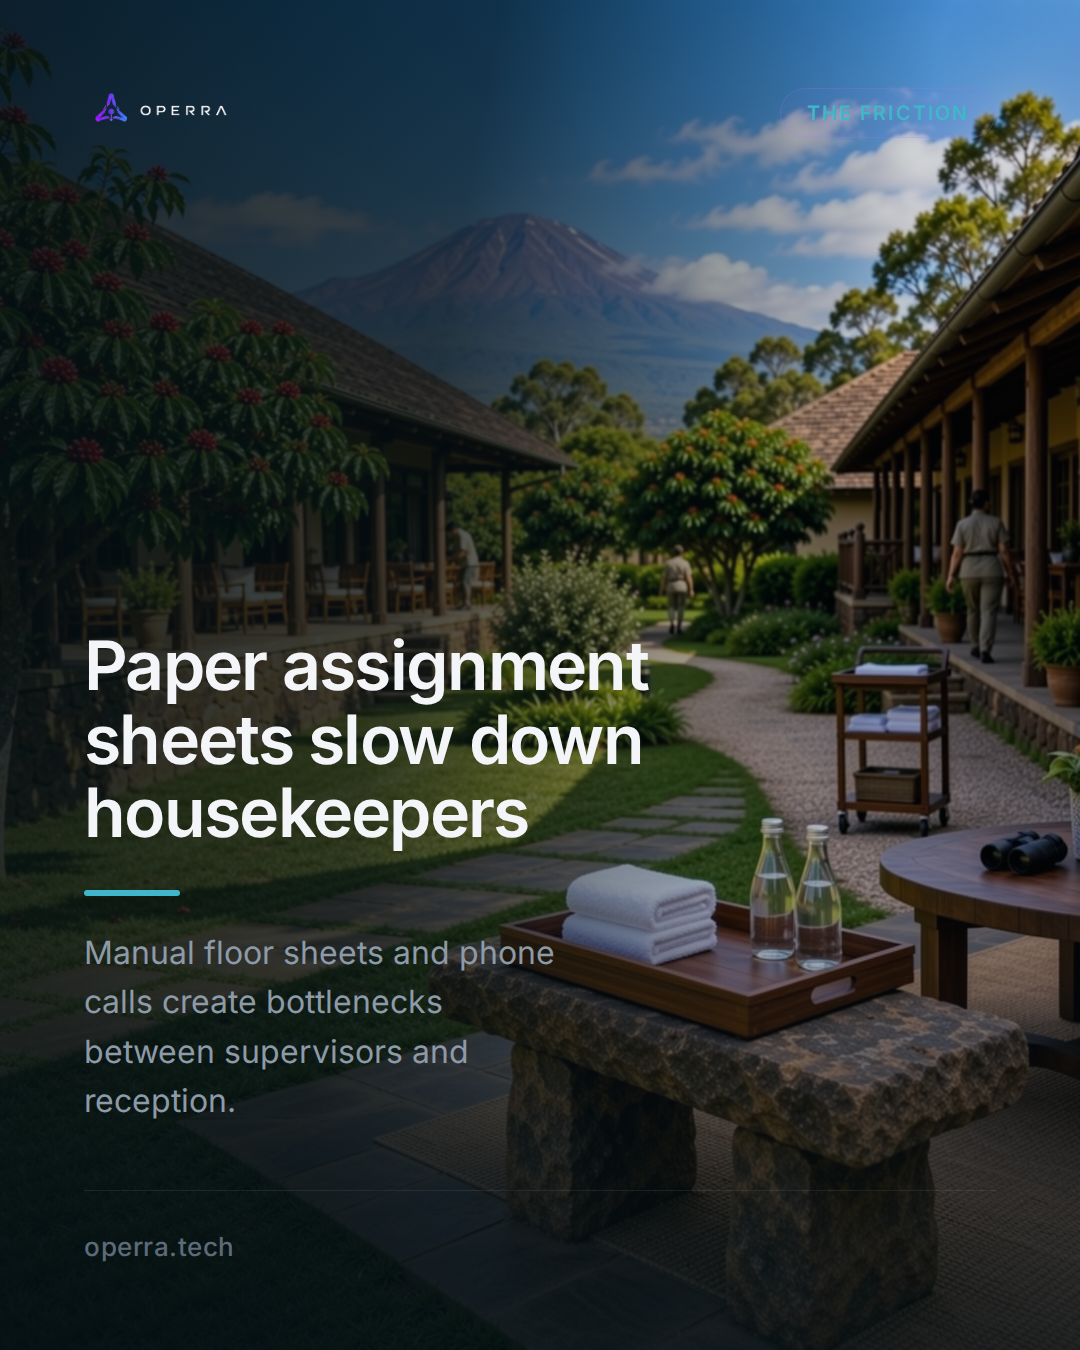 OPERRA
THE FRICTION
Paper assignment
sheets slow down
housekeepers
Manual floor sheets and phone
calls create bottlenecks
between supervisors and
reception.
operra.tech